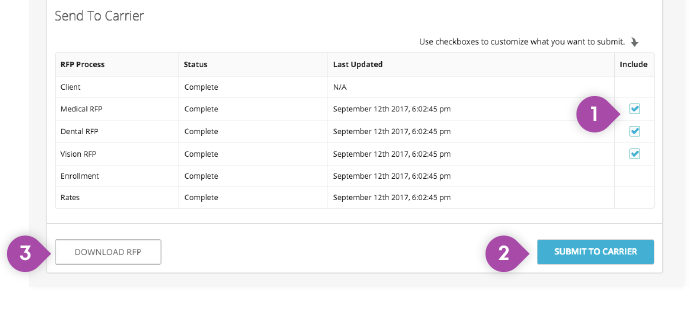 Send To Carrier
Use checkboxes to customize what you want to submit.
RFP Process Status Last Updated Include
Client Complete N/A
Medical RFP Complete September 12th 2017, 6:02:45 pm
1
Dental RFP Complete September 12th 2017, 6:02:45 pm
Vision RFP Complete September 12th 2017, 6:02:45 pm
Enrollment Complete September 12th 2017, 6:02:45 pm
Rates Complete September 12th 2017, 6:02:45 pm
3 DOWNLOAD RFP 2 SUBMIT TO CARRIER